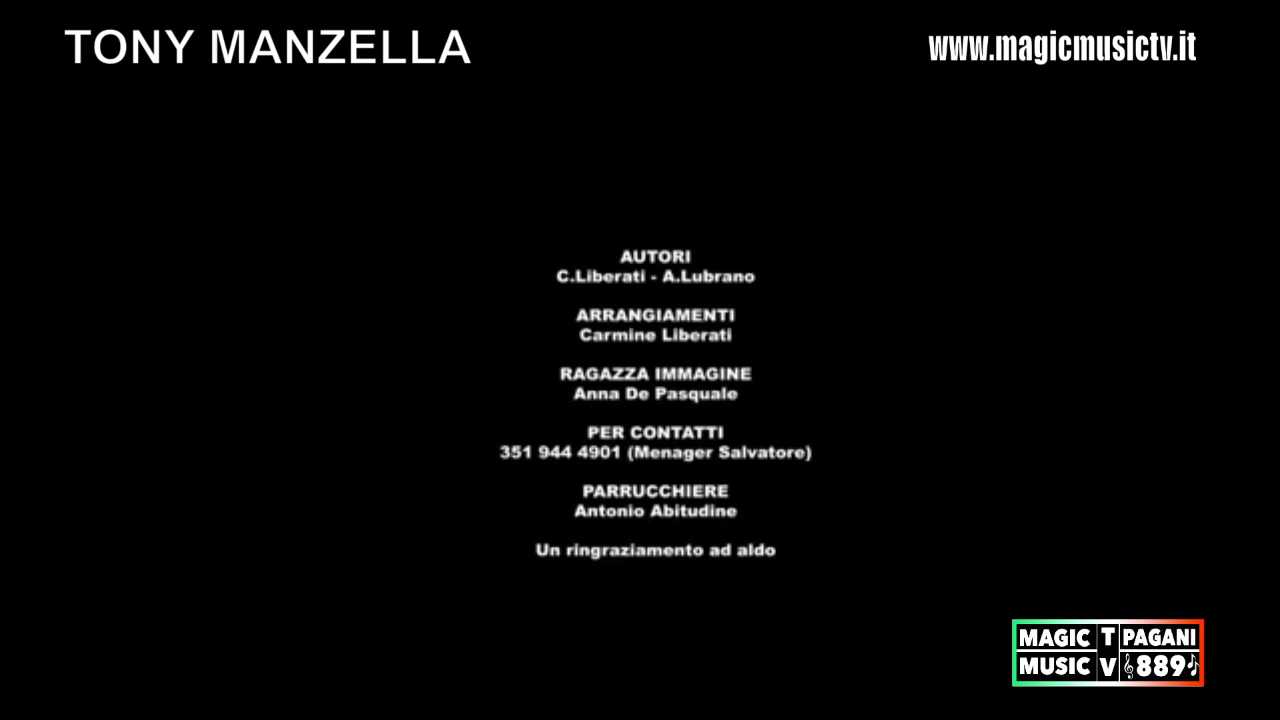 TONY MANZELLA
www.magicmusictv.it
AUTORI
C.Liberati - A.Lubrano
ARRANGIAMENTI
Carmine Liberati
RAGAZZA IMMAGINE
Anna De Pasquale
PER CONTATTI
351 944 4901 (Menager Salvatore)
PARRUCCHIERE
Antonio Abitudine
Un ringraziamento ad aldo
MAGIC TV PAGANI
MUSIC 889